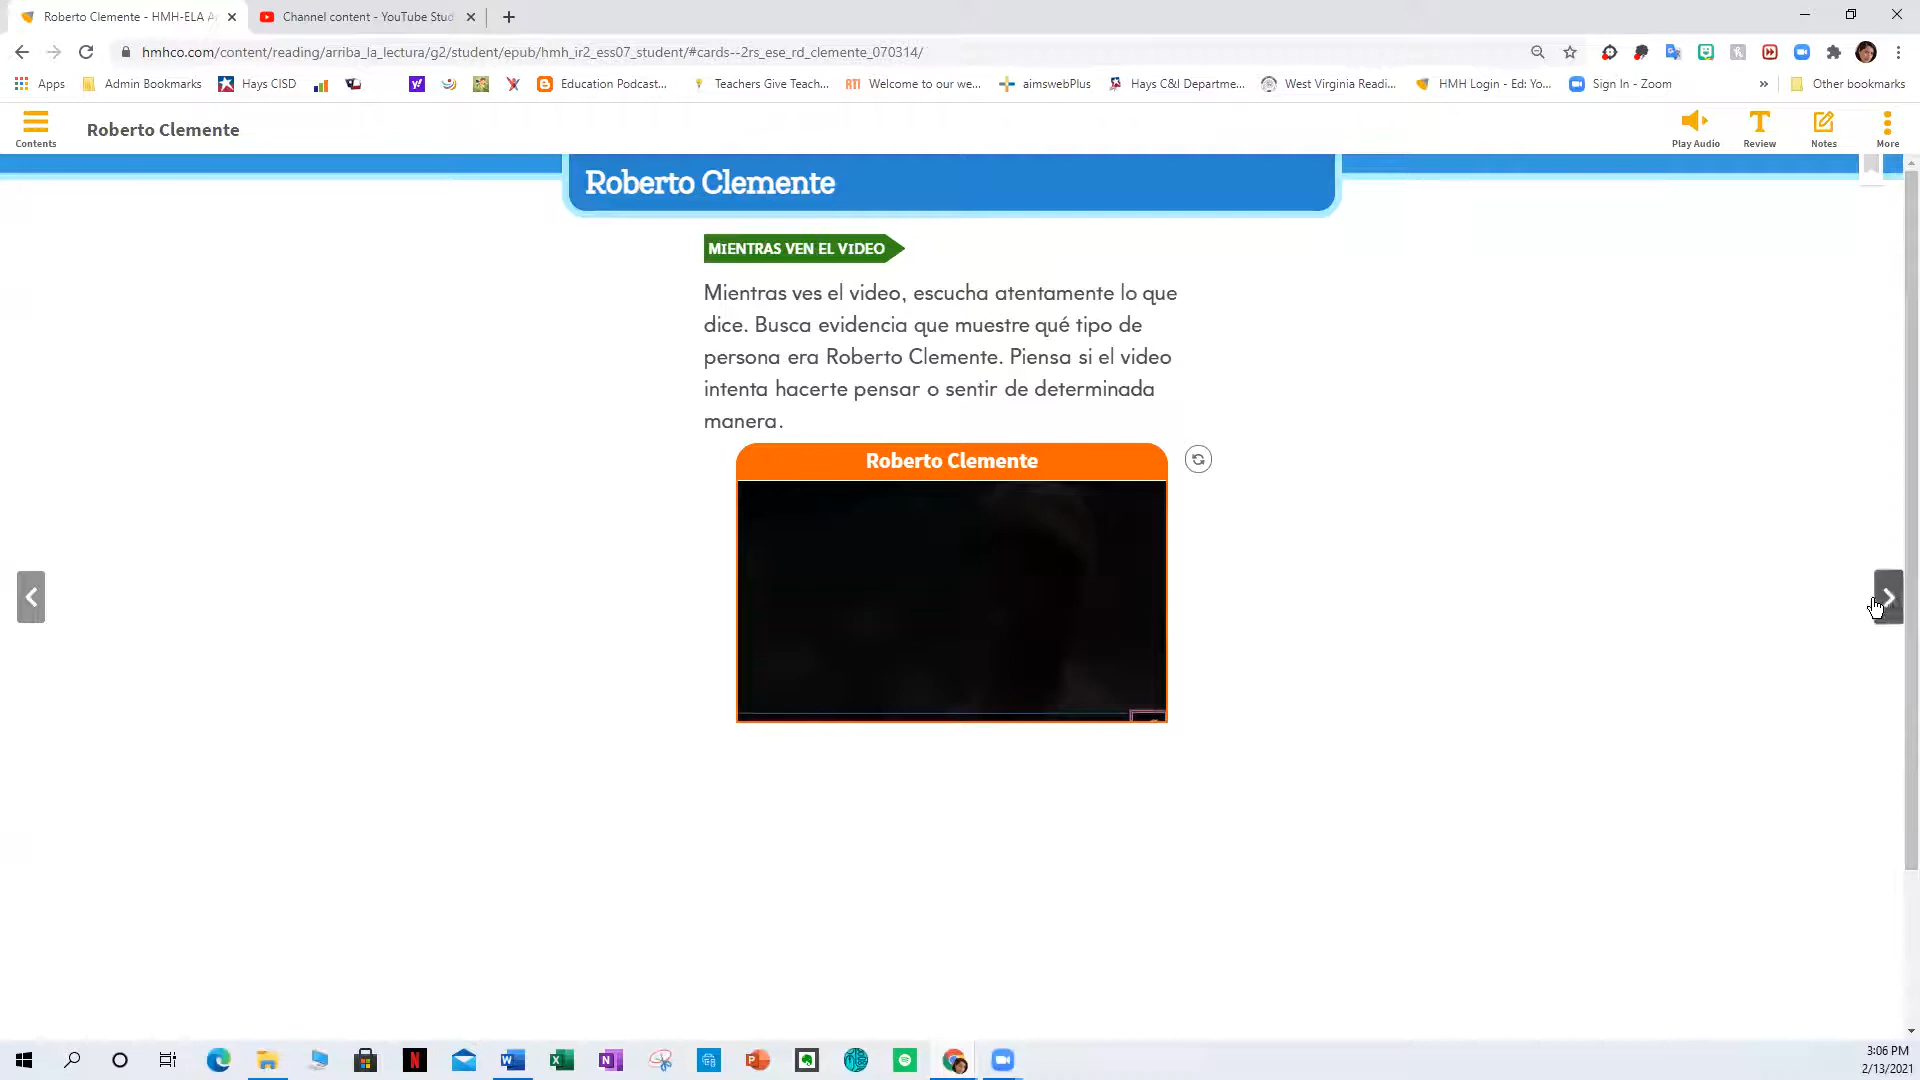 Roberto Clemente - HMH-ELA A
Channel content - YouTube Stud
hmhco.com/content/reading/arriba_la_lectura/g2/student/epub/hmh_ir2_ess07_student/#cards--2rs_ese_rd_clemente_070314/
Apps
Admin Bookmarks
Hays CISD
Education Podcast...
Teachers Give Teach...
RTI
Welcome to our we...
aimswebPlus
Hays C&I Departme...
West Virginia Readi...
HMH Login - Ed: Yo...
Sign In - Zoom
Other bookmarks
Contents
Roberto Clemente
Play Audio
Review
Notes
More
Roberto Clemente
MIENTRAS VEN EL VIDEO
Mientras ves el video, escucha atentamente lo que
dice. Busca evidencia que muestre qué tipo de
persona era Roberto Clemente. Piensa si el video
intenta hacerte pensar o sentir de determinada
manera.
Roberto Clemente
3:06 PM
2/13/2021